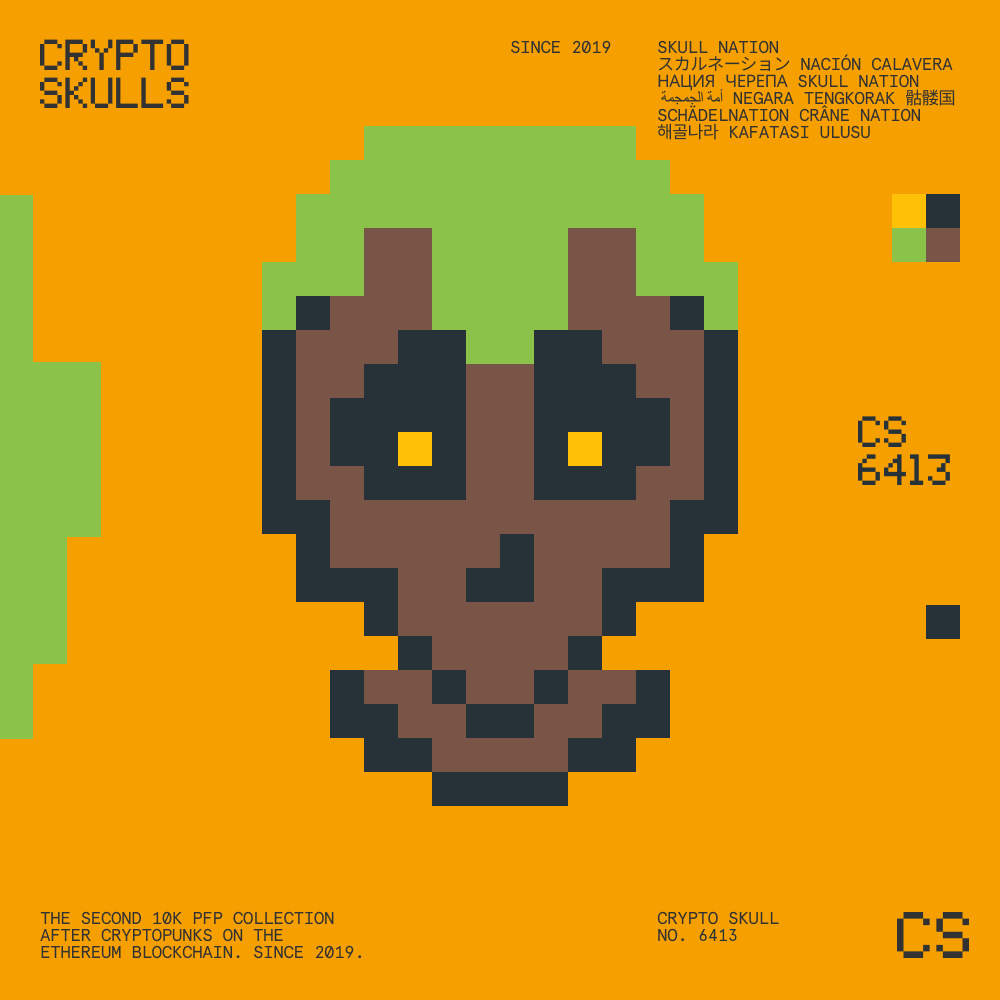 CRYPTO
SKULLS
SINCE 2019
SKULL NATION
スカルネーション NACIÓN CALAVERA
НАЦИЯ ЧЕРЕПА SKULL NATION
أمة الجمجمة NEGARA TENGKORAK 骷髅国
SCHÄDELNATION CRÂNE NATION
해골나라 KAFATASI ULUSU
CS
6413
THE SECOND 10K PFP COLLECTION
AFTER CRYPTOPUNKS ON THE
ETHEREUM BLOCKCHAIN. SINCE 2019.
CRYPTO SKULL
NO. 6413
CS